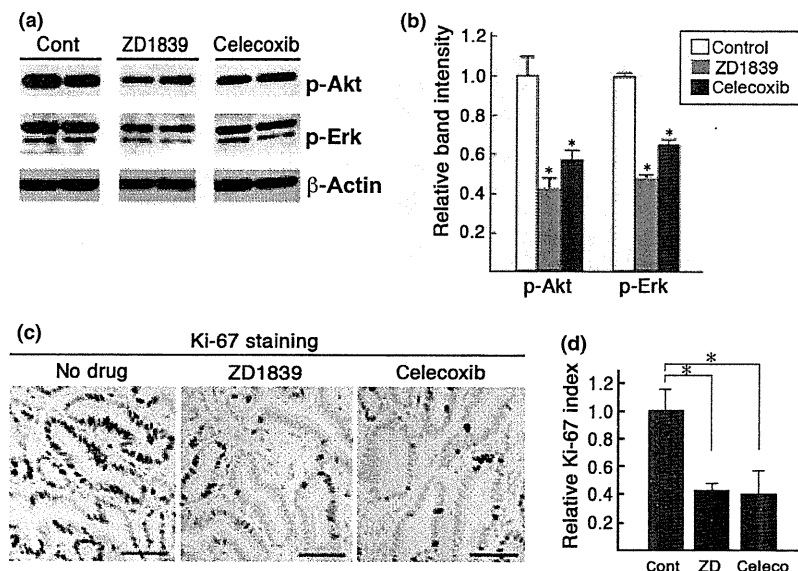 (a)
Cont ZD1839 Celecoxib
p-Akt
p-Erk
β-Actin
(b)
Relative band intensity
1.2
1.0
0.8
0.6
0.4
0.2
* * * *
p-Akt p-Erk
Control
ZD1839
Celecoxib
(c)
Ki-67 staining
No drug ZD1839 Celecoxib
(d)
Relative Ki-67 index
1.2
1.0
0.8
0.6
0.4
0.2
* *
Cont ZD Celeco